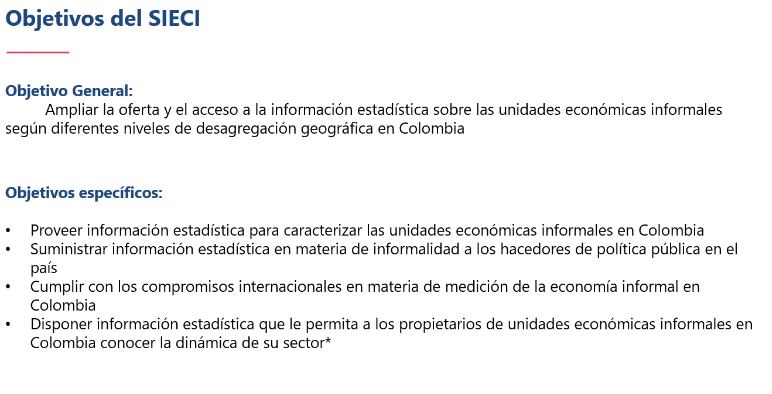 Objetivos del SIECI
Objetivo General:
Ampliar la oferta y el acceso a la información estadística sobre las unidades económicas informales
según diferentes niveles de desagregación geográfica en Colombia
Objetivos específicos:
• Proveer información estadística para caracterizar las unidades económicas informales en Colombia
• Suministrar información estadística en materia de informalidad a los hacedores de política pública en el
país
• Cumplir con los compromisos internacionales en materia de medición de la economía informal en
Colombia
• Disponer información estadística que le permita a los propietarios de unidades económicas informales en
Colombia conocer la dinámica de su sector*